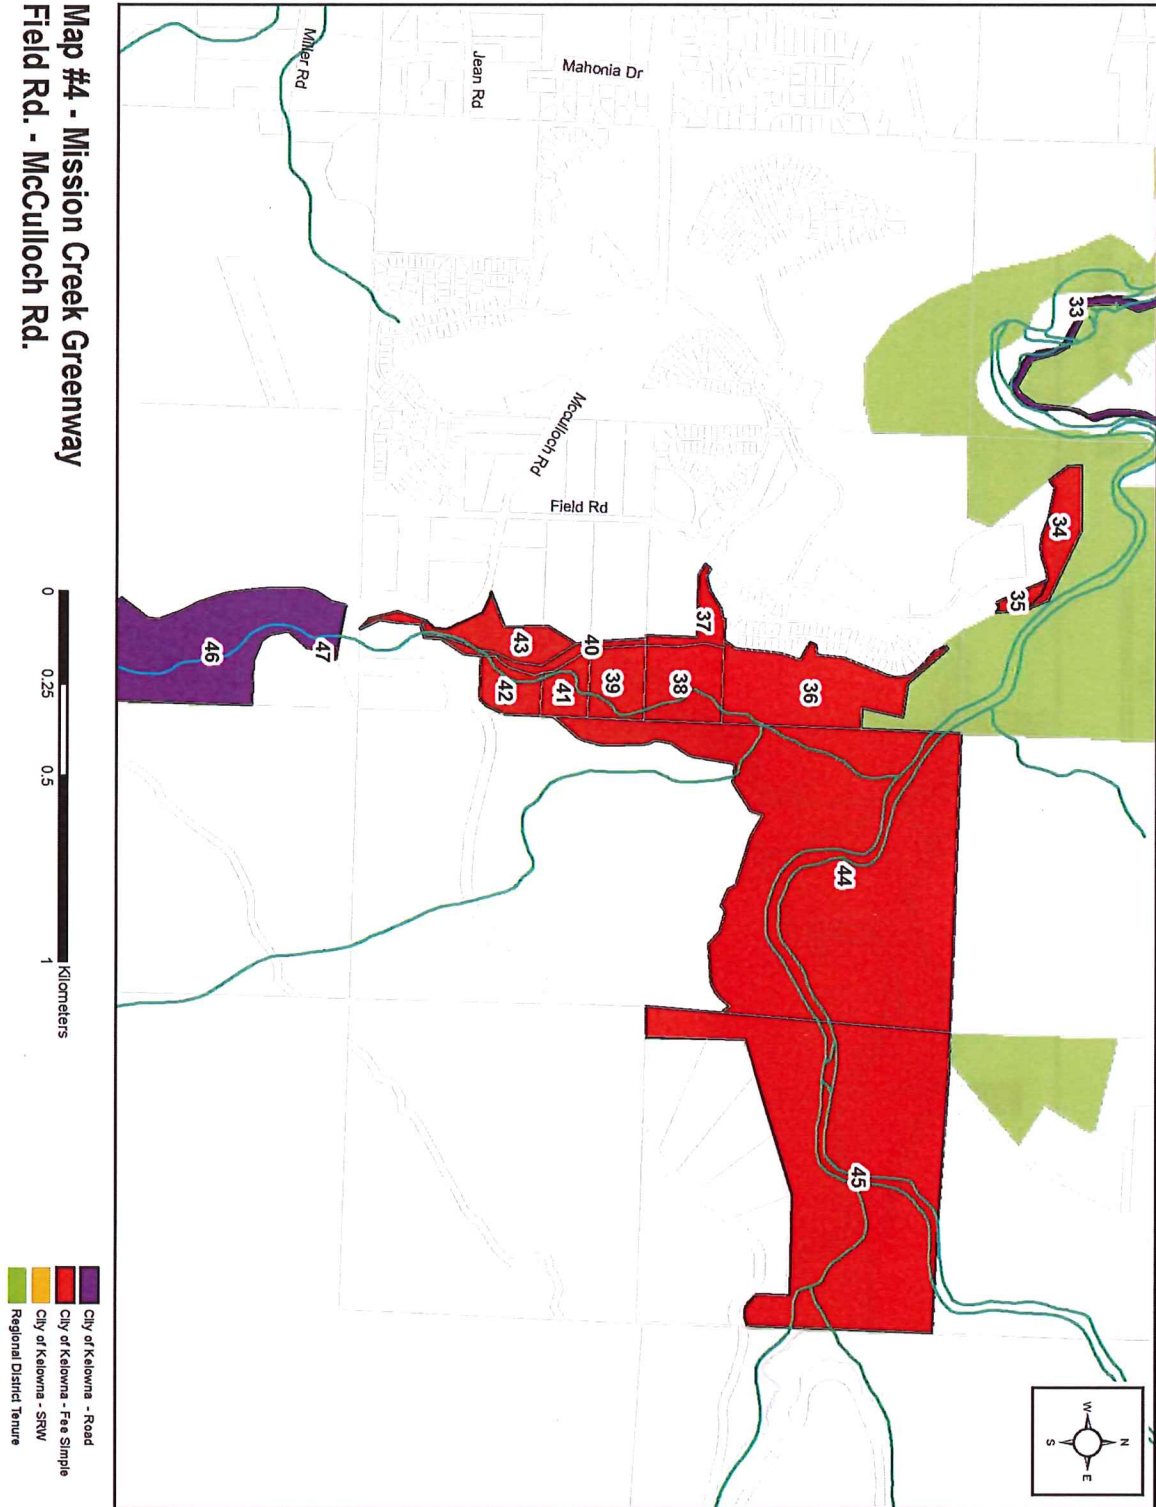 Map #4 - Mission Creek Greenway
Field Rd. - McCulloch Rd.
Miller Rd
Jean Rd
Mahonia Dr
Mcculloch Rd
Field Rd
33
34
35
36
37
38
39
40
41
42
43
44
45
46
47
0 0.25 0.5 1
Kilometers
City of Kelowna - Road
City of Kelowna - Fee Simple
City of Kelowna - SRW
Regional District Tenure
N
W E
S